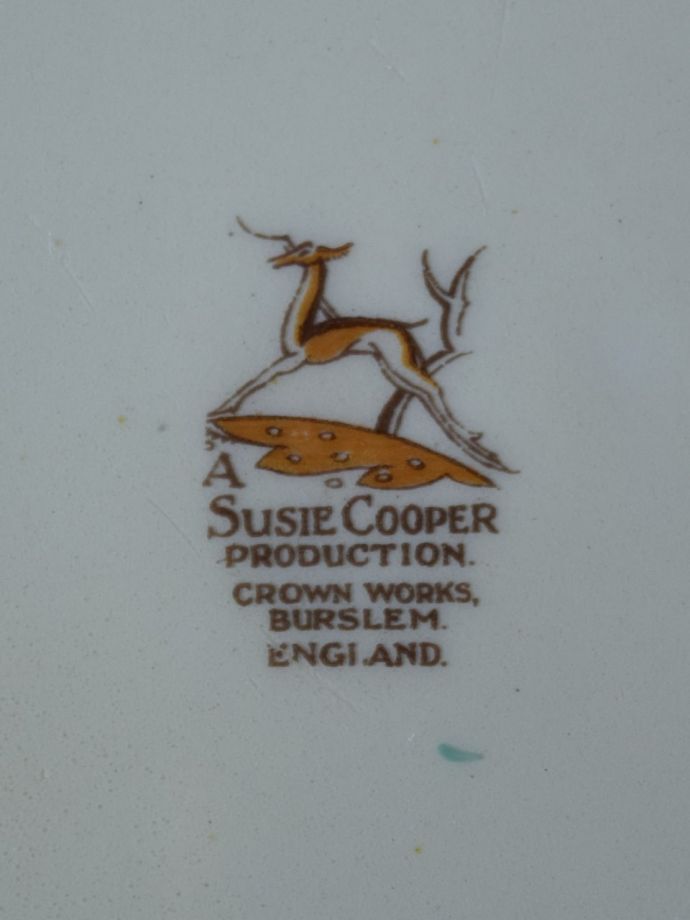 A
SUSIE COOPER
PRODUCTION.
CROWN WORKS,
BURSLEM.
ENGLAND.